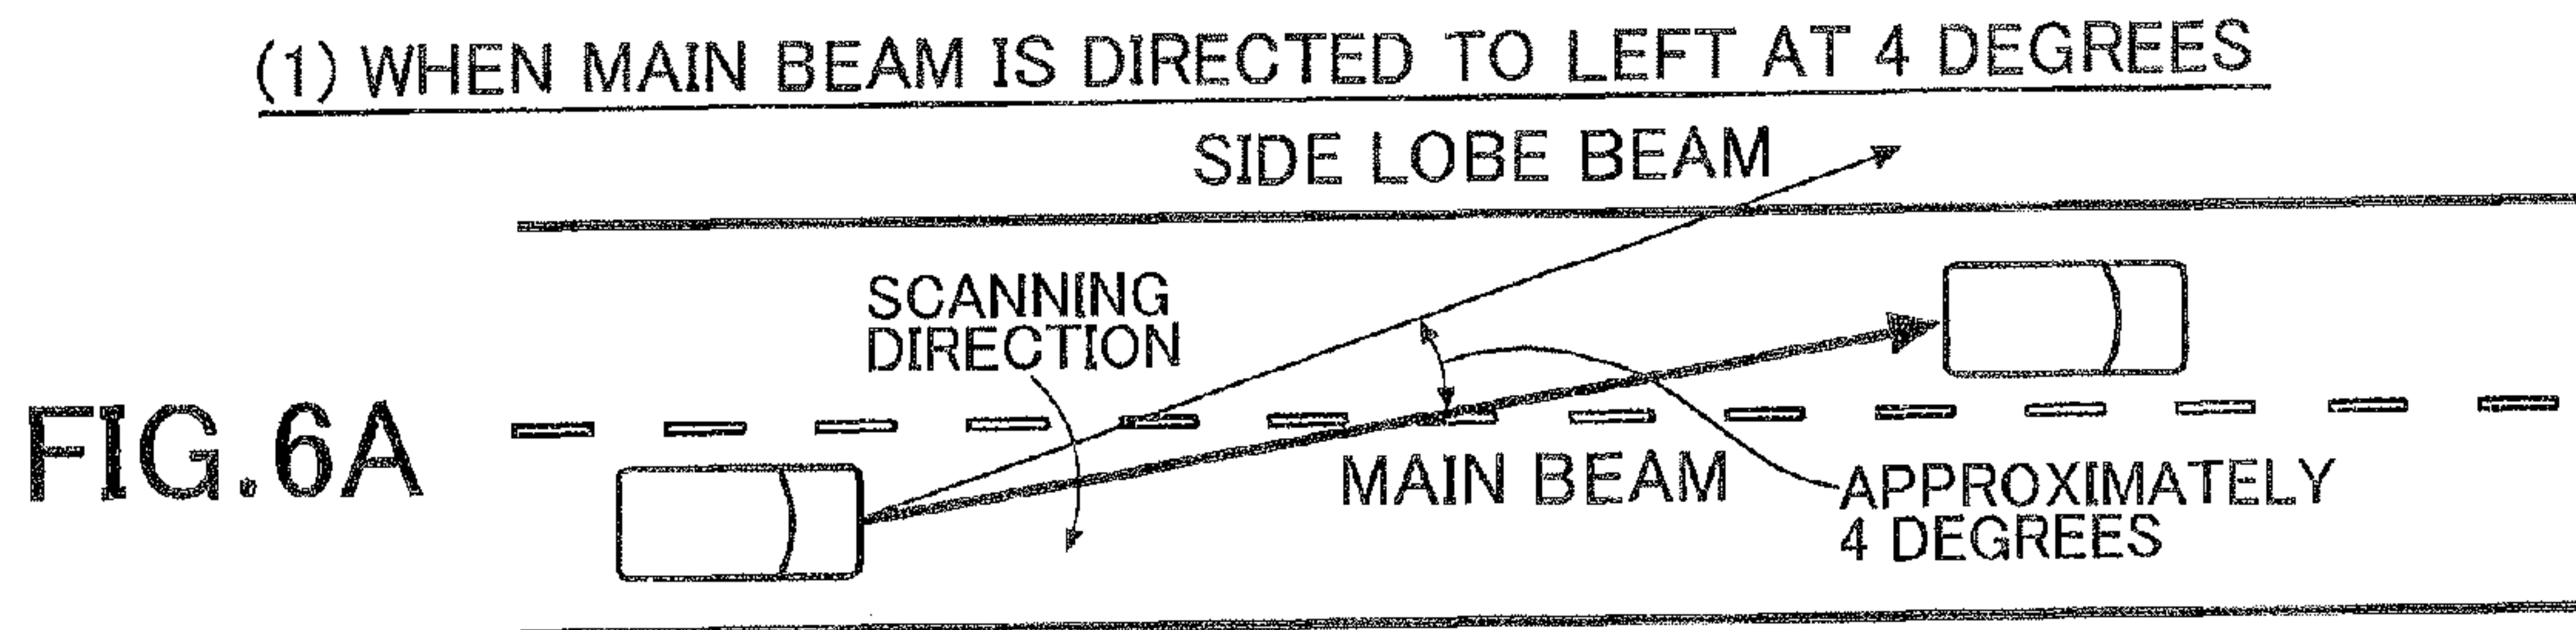 (1) WHEN MAIN BEAM IS DIRECTED TO LEFT AT 4 DEGREES
SIDE LOBE BEAM
SCANNING
DIRECTION
FIG.6A
MAIN BEAM
APPROXIMATELY
4 DEGREES